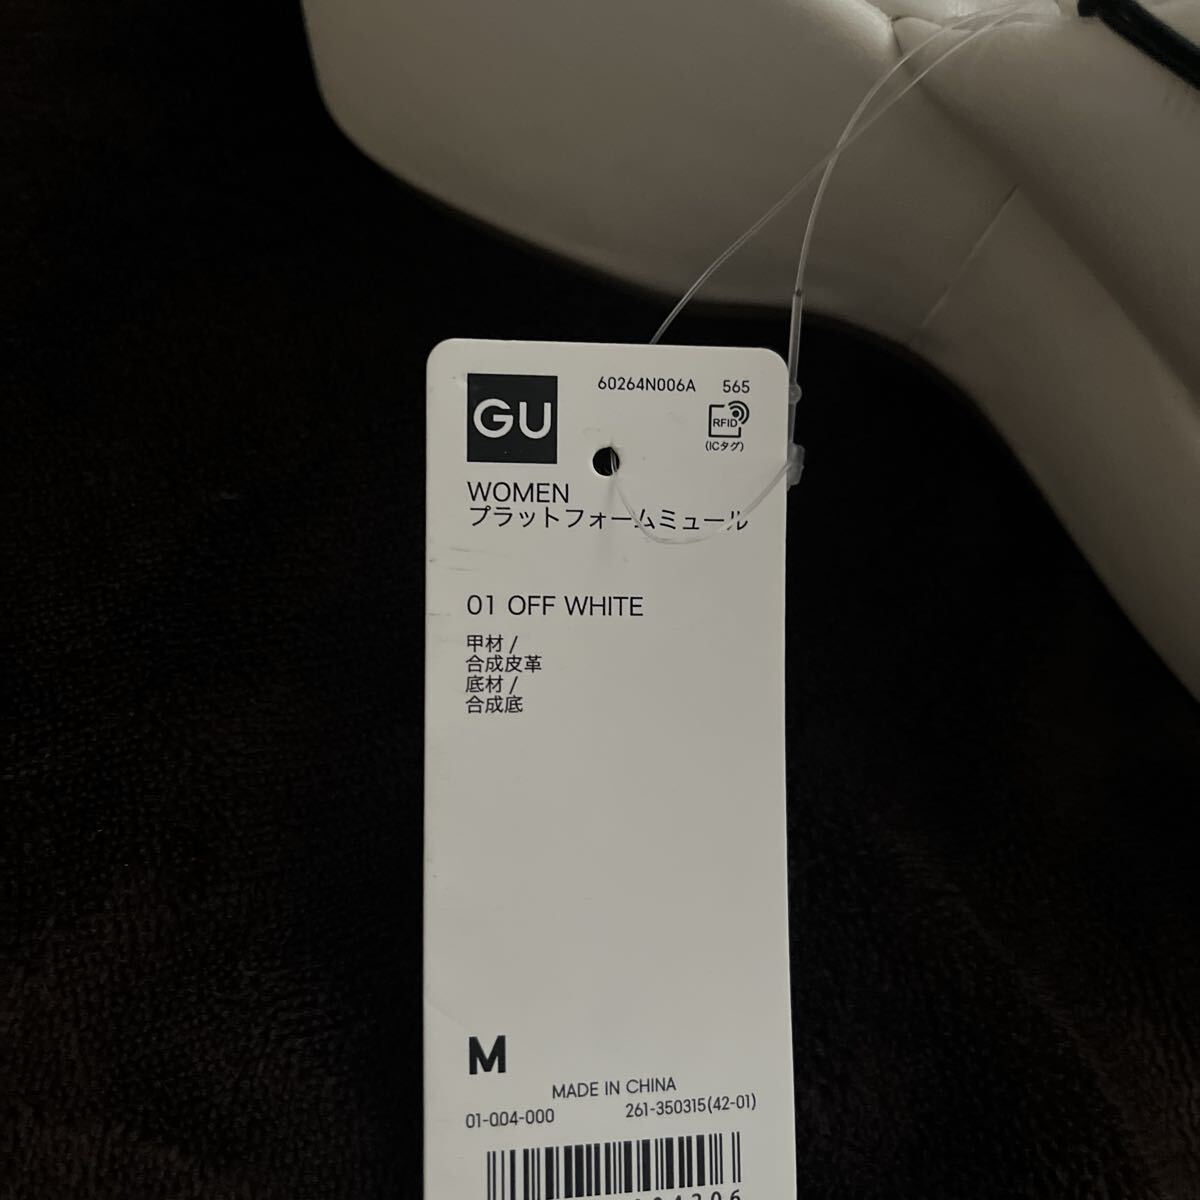 60264N006A 565
GU
RFID
(ICタグ)
WOMEN
プラットフォームミュール
01 OFF WHITE
甲材 /
合成皮革
底材 /
合成底
M
MADE IN CHINA
01-004-000 261-350315(42-01)